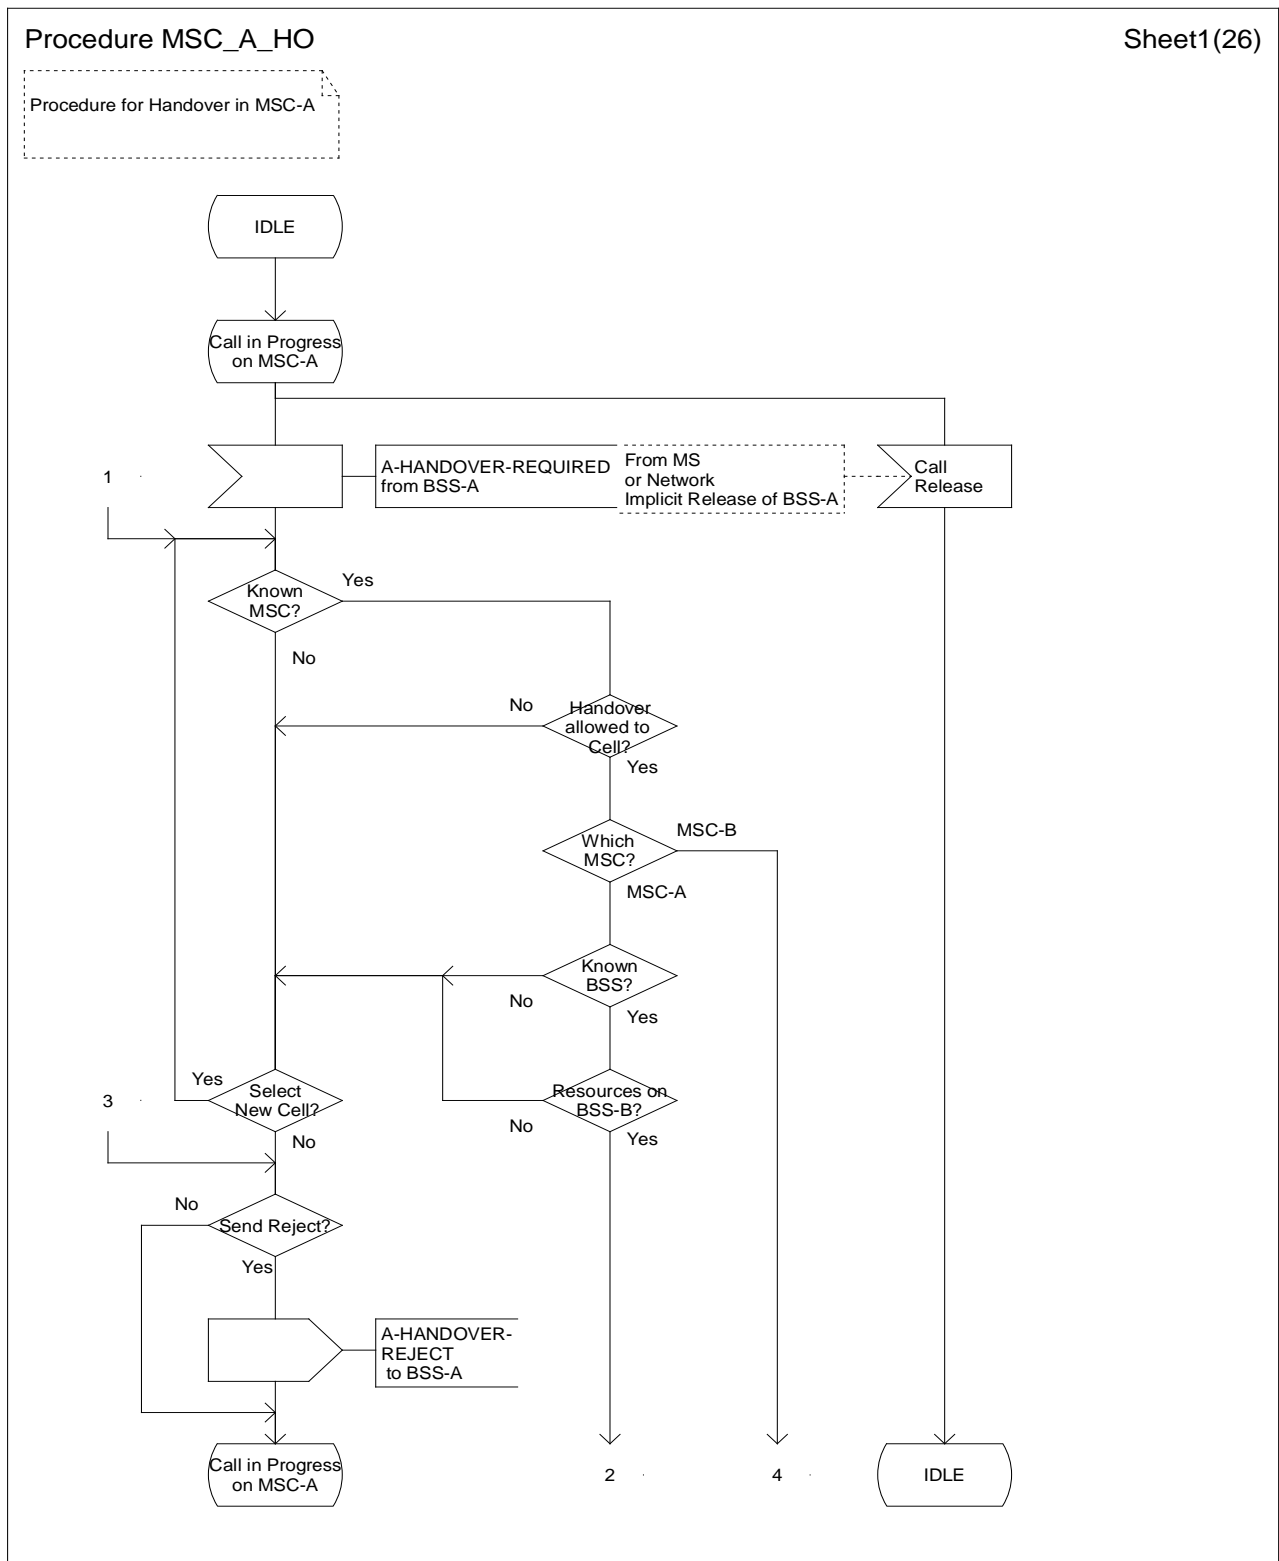 Procedure MSC_A_HO
Sheet1(26)
Procedure for Handover in MSC-A
IDLE
Call in Progress
on MSC-A
1
A-HANDOVER-REQUIRED
from BSS-A
From MS
or Network
Implicit Release of BSS-A
Call
Release
Known
MSC?
Yes
No
Handover
allowed to
Cell?
No
Yes
Which
MSC?
MSC-B
MSC-A
Known
BSS?
No
Yes
3
Yes
Select
New Cell?
No
Resources on
BSS-B?
No
Yes
No
Send Reject?
Yes
A-HANDOVER-
REJECT
to BSS-A
Call in Progress
on MSC-A
2
4
IDLE